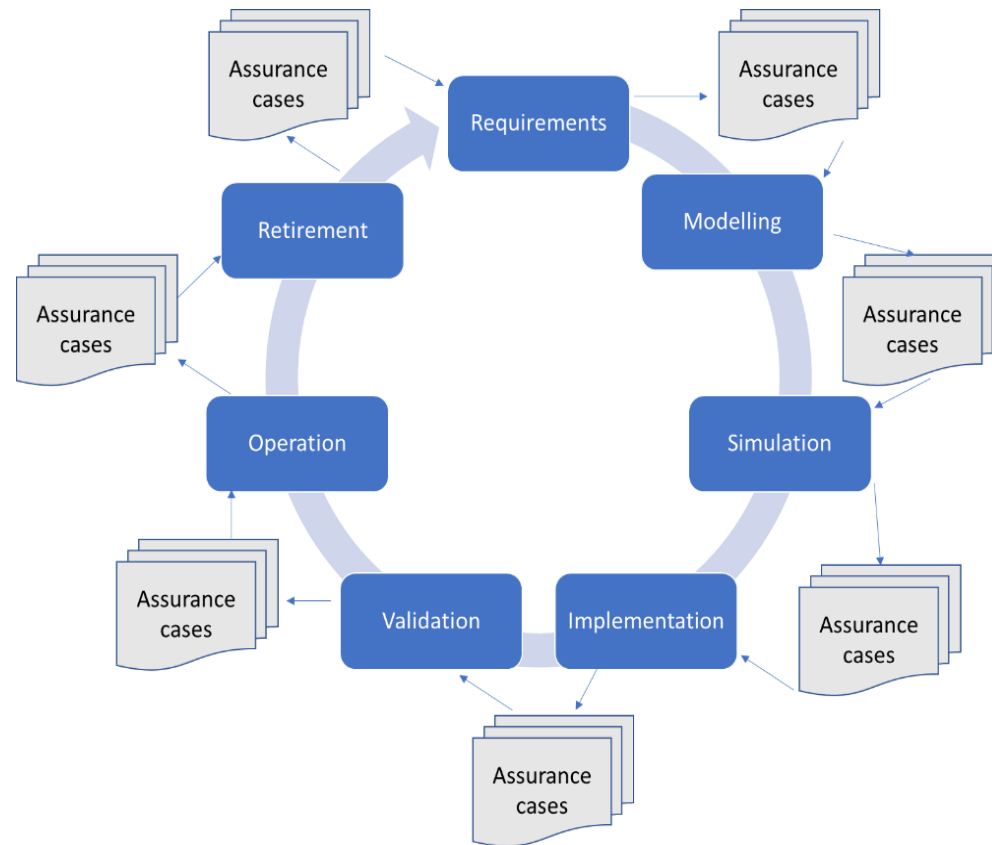 Assurance
cases
Requirements
Assurance
cases
Retirement
Modelling
Assurance
cases
Assurance
cases
Operation
Simulation
Assurance
cases
Validation
Implementation
Assurance
cases
Assurance
cases